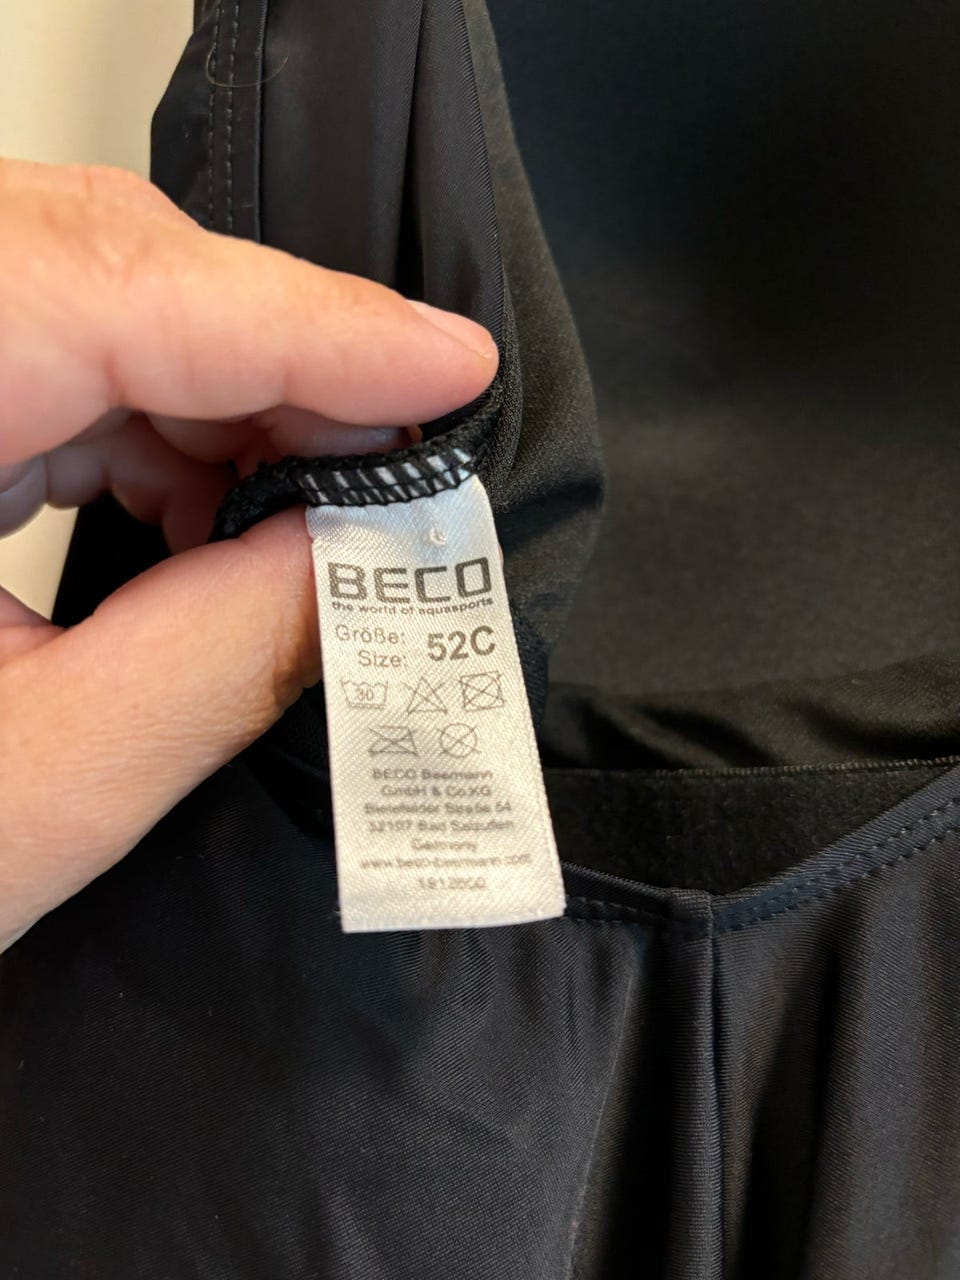 BECO
the world of aquasports
Größe:
Size: 52C
30
BECO Beermann
GmbH & Co.KG
Bielefelder Straße 54
32107 Bad Salzuflen
Germany
www.beco-beermann.com